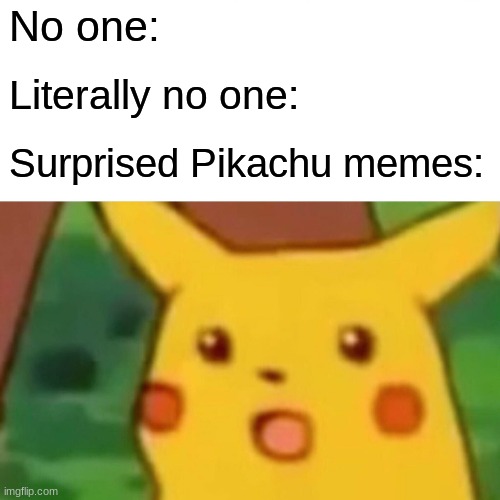 No one:
Literally no one:
Surprised Pikachu memes:
imgflip.com